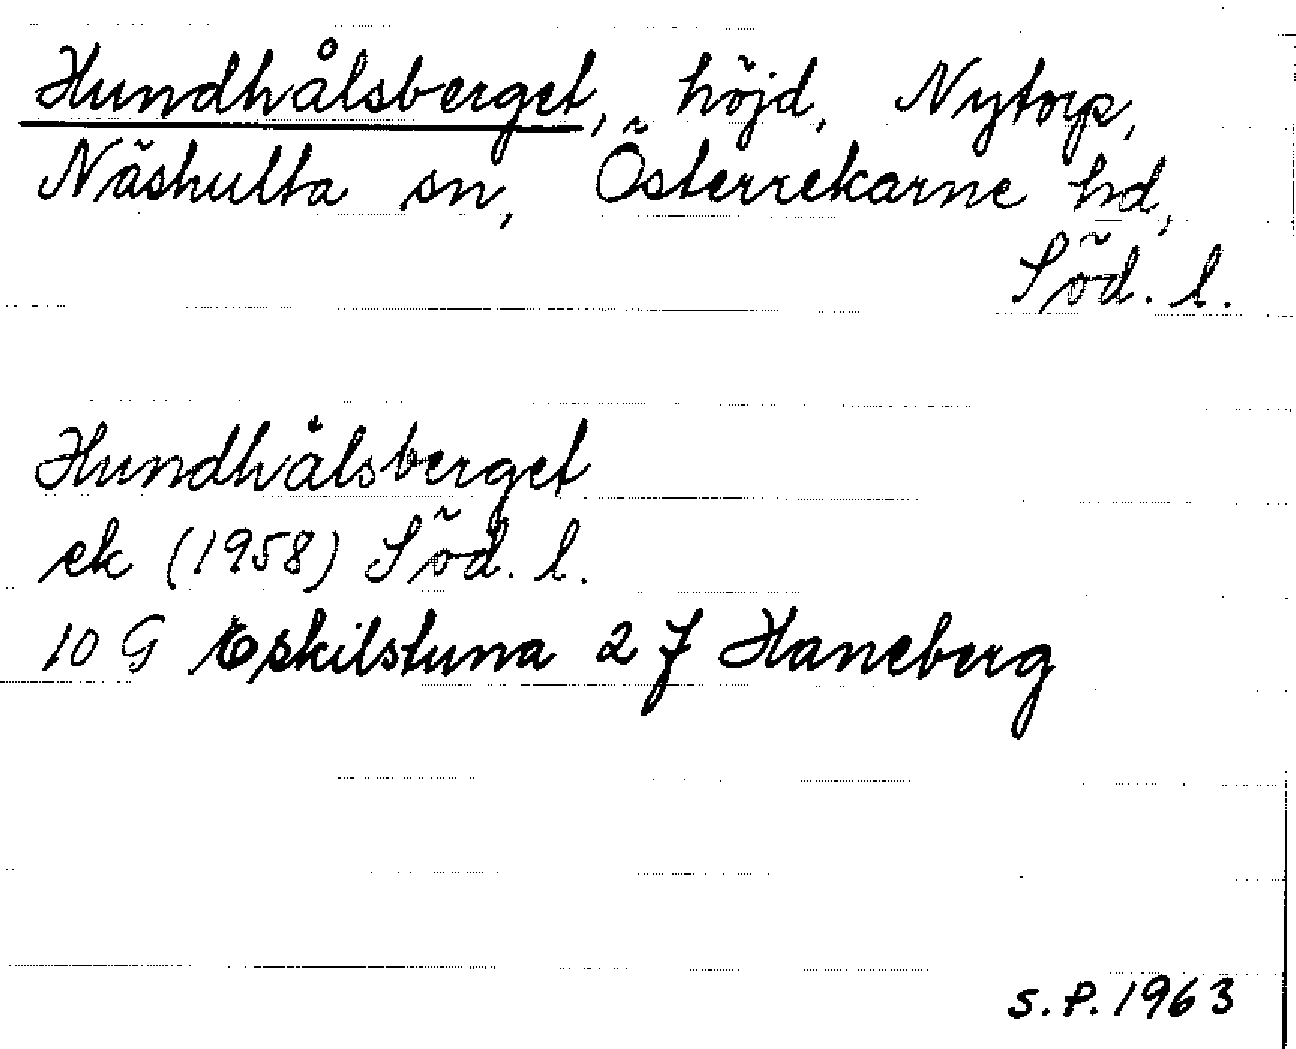 Hundhålsberget, höjd, Nytorp,
Näshulta sn, Österrekarne hd,
Söd. l.
Hundhålsberget
ek (1958) Söd. l.
10 G Eskilstuna 2 f Haneberg
S.P. 1963